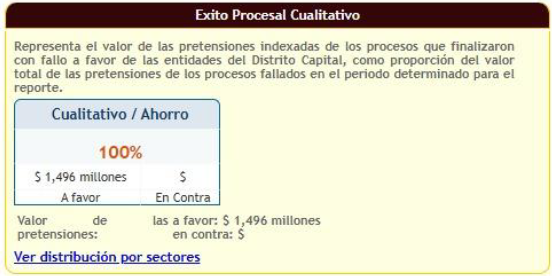 Exito Procesal Cualitativo
Representa el valor de las pretensiones indexadas de los procesos que finalizaron
con fallo a favor de las entidades del Distrito Capital, como proporción del valor
total de las pretensiones de los procesos fallados en el periodo determinado para el
reporte.
Cualitativo / Ahorro
100%
$ 1,496 millones $
A favor En Contra
Valor de las a favor: $ 1,496 millones
pretensiones: en contra: $
Ver distribución por sectores